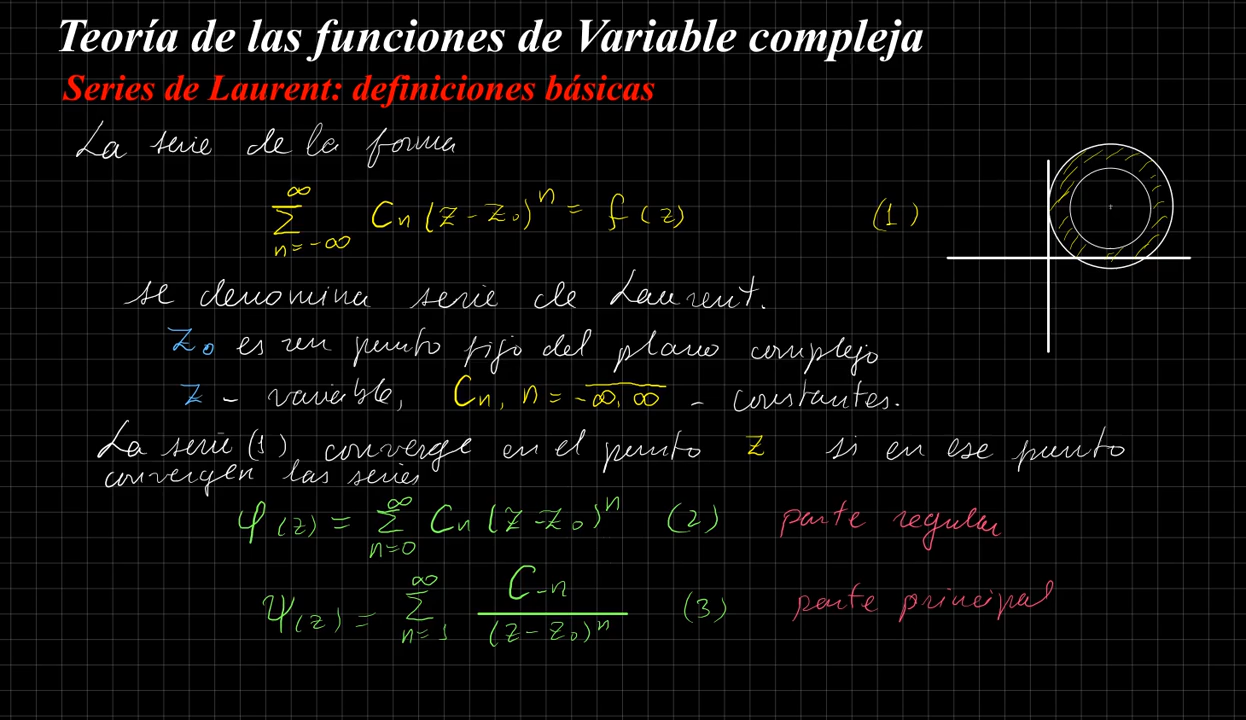 Teoría de las funciones de Variable compleja
Series de Laurent: definiciones básicas
La serie de la forma
∑_{n=-∞}^{∞} Cn (z-z₀)^n = f(z) (1)
se denomina serie de Laurent.
z₀ es un punto fijo del plano complejo
z - variable, Cn, n = \overline{-∞, ∞} - constantes.
La serie (1) converge en el punto z si en ese punto
convergen las series
φ(z) = ∑_{n=0}^{∞} Cn (z-z₀)^n (2) parte regular
ψ(z) = ∑_{n=1}^{∞} C_{-n} / (z-z₀)^n (3) parte principal